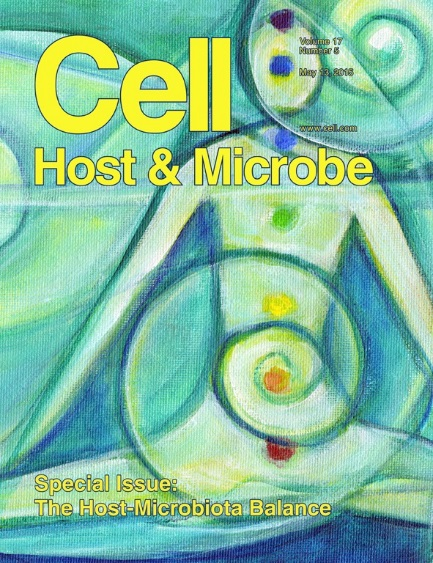 Cell
Volume 17
Number 5
May 13, 2015
www.cell.com
Host & Microbe
Special Issue:
The Host-Microbiota Balance